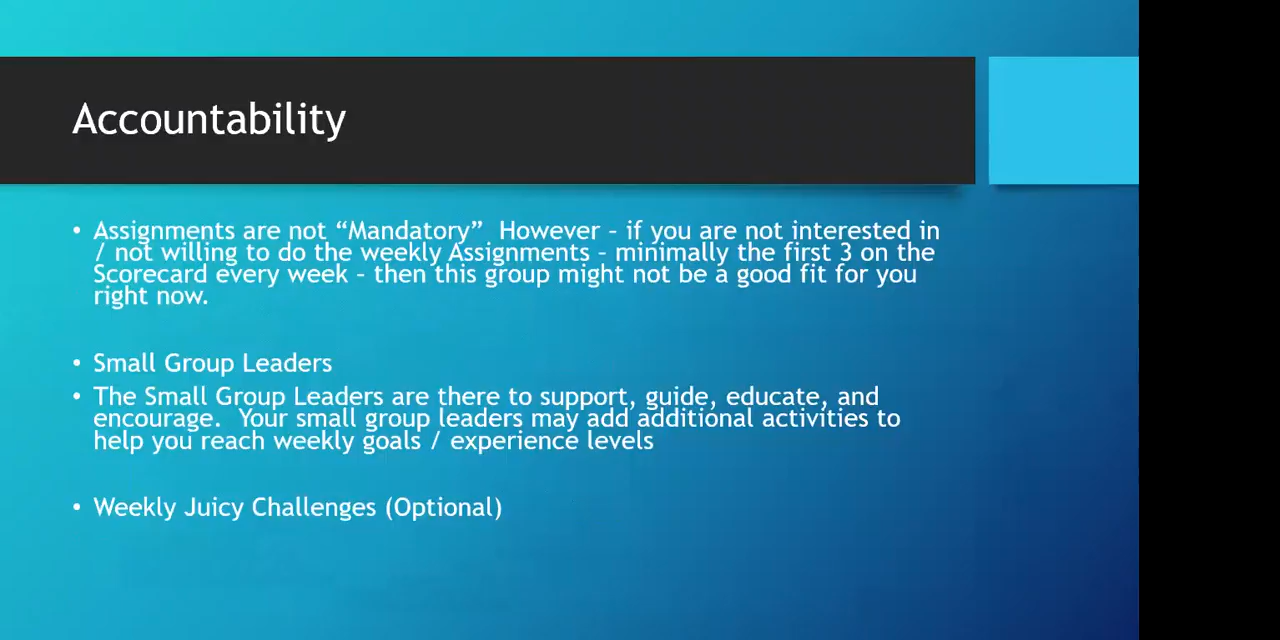 Accountability
• Assignments are not “Mandatory”  However – if you are not interested in
/ not willing to do the weekly Assignments – minimally the first 3 on the
Scorecard every week – then this group might not be a good fit for you
right now.
• Small Group Leaders
• The Small Group Leaders are there to support, guide, educate, and
encourage.  Your small group leaders may add additional activities to
help you reach weekly goals / experience levels
• Weekly Juicy Challenges (Optional)